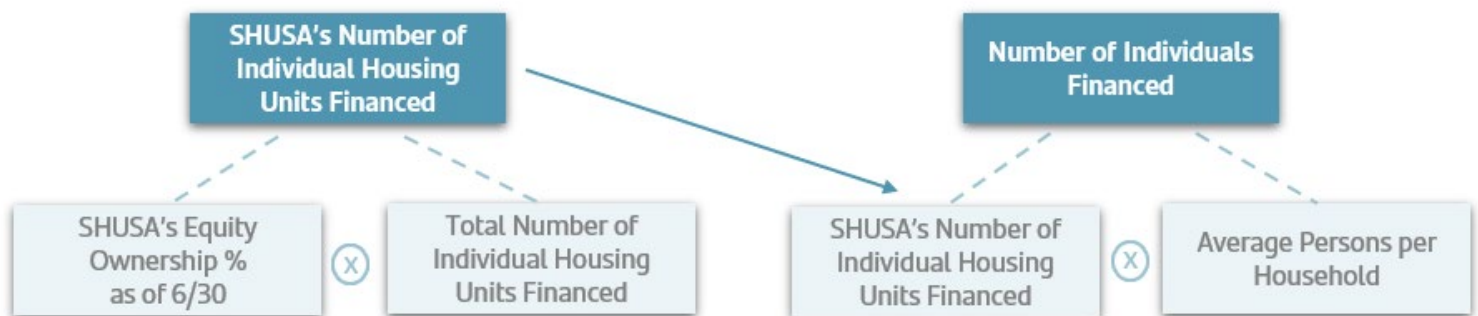 SHUSA's Number of
Individual Housing
Units Financed
Number of Individuals
Financed
SHUSA's Equity
Ownership %
as of 6/30
X
Total Number of
Individual Housing
Units Financed
SHUSA's Number of
Individual Housing
Units Financed
X
Average Persons per
Household